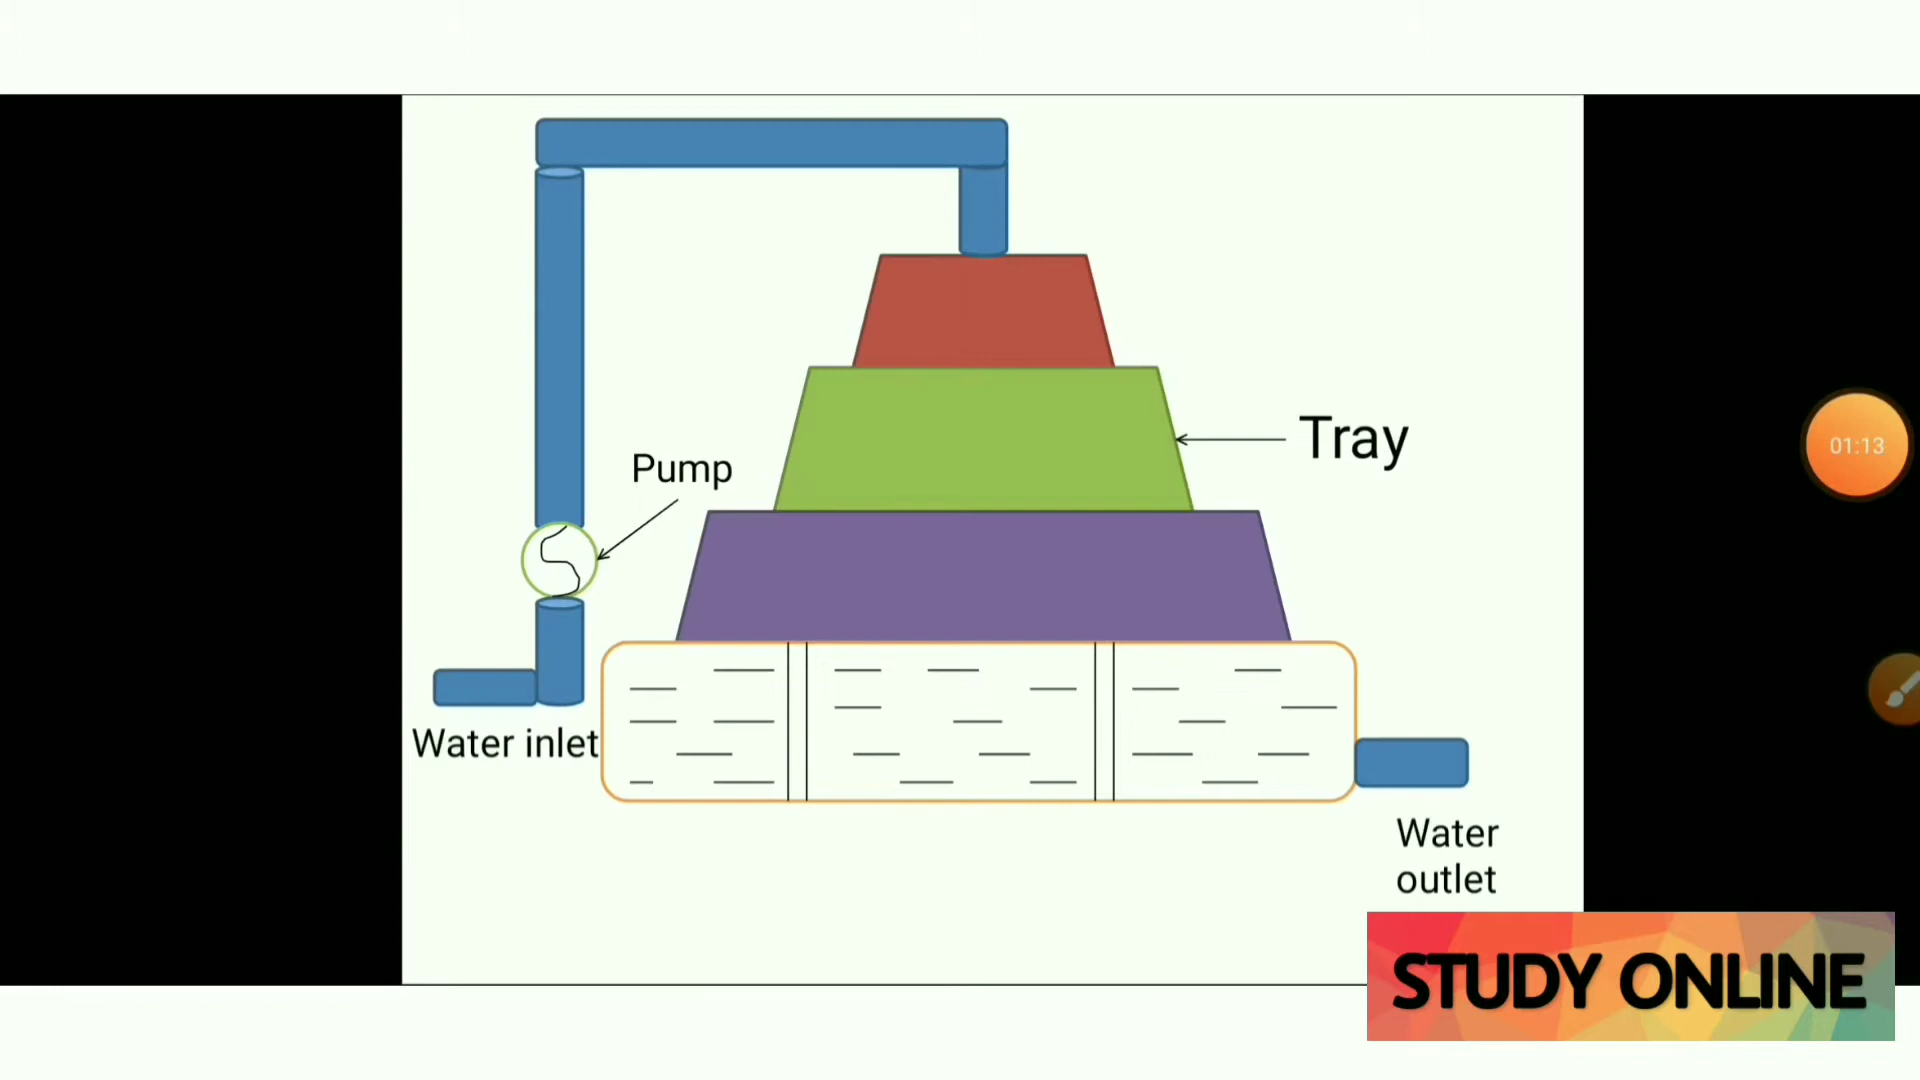 Tray
Pump
01:13
Water inlet
Water
outlet
STUDY ONLINE